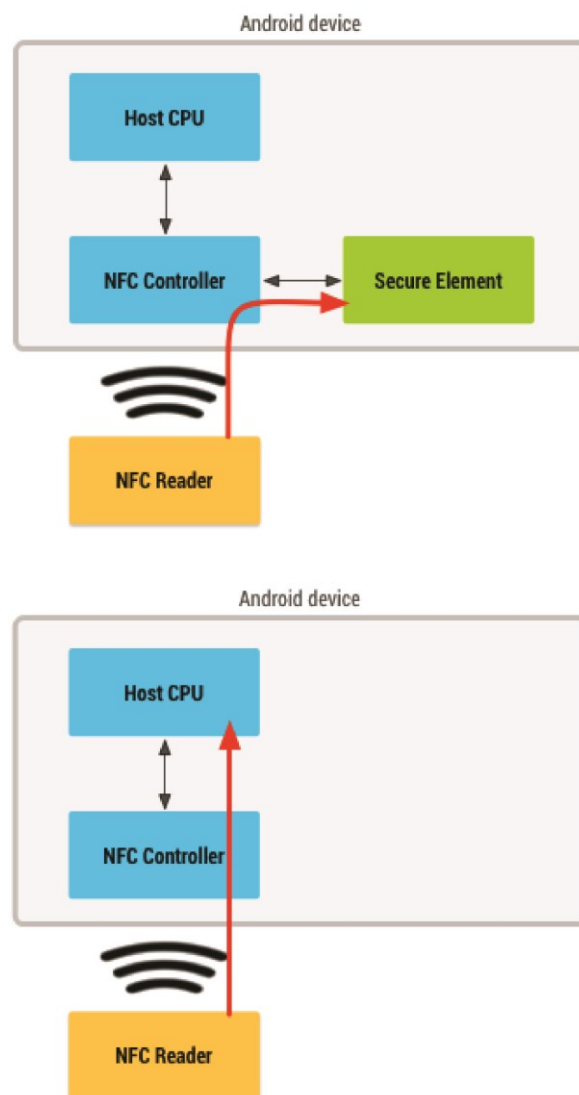 Android device
Host CPU
NFC Controller
Secure Element
NFC Reader
Android device
Host CPU
NFC Controller
NFC Reader